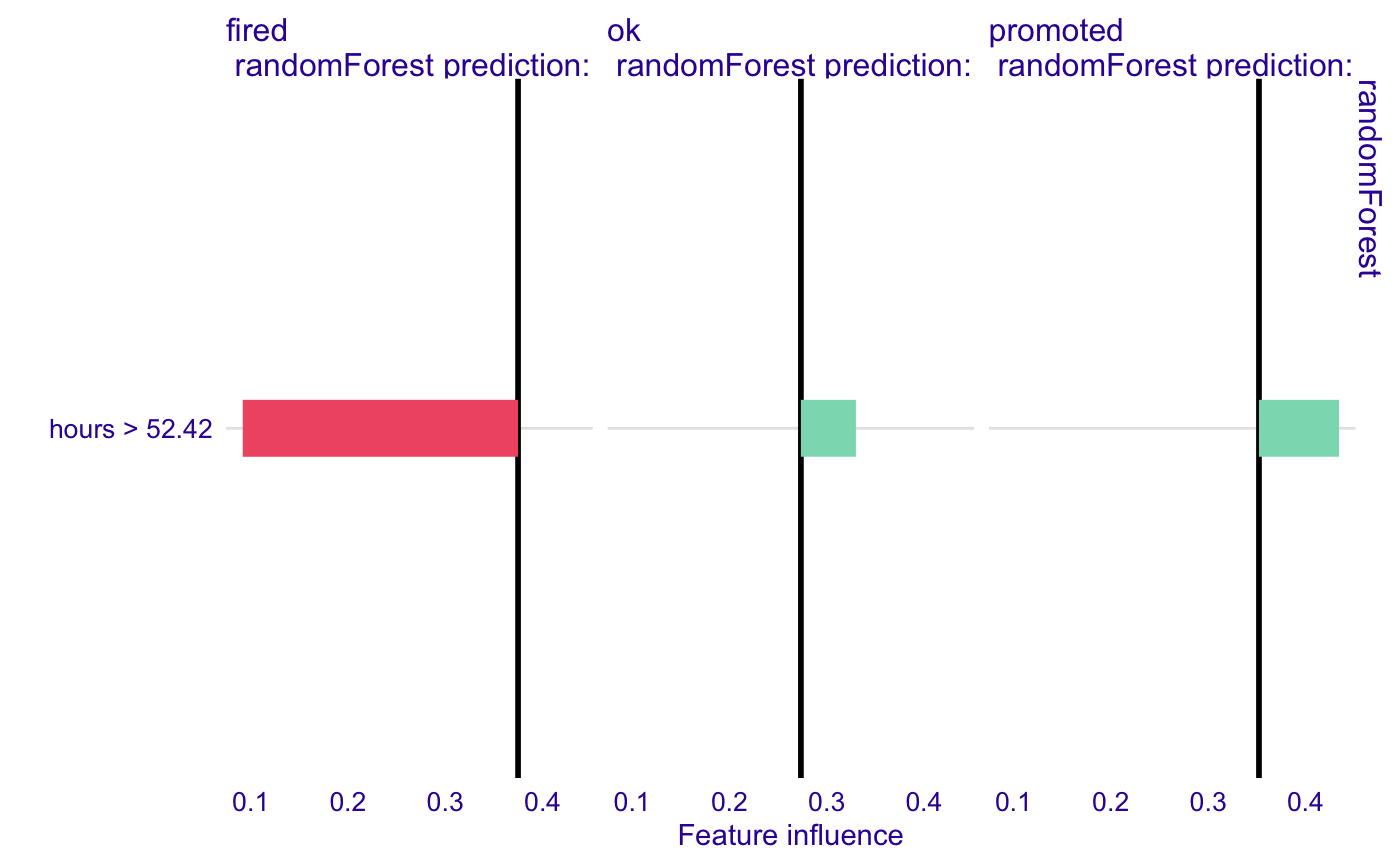 fired
randomForest prediction:
ok
randomForest prediction:
promoted
randomForest prediction:
randomForest
hours > 52.42
0.1 0.2 0.3 0.4 0.1 0.2 0.3 0.4 0.1 0.2 0.3 0.4
Feature influence